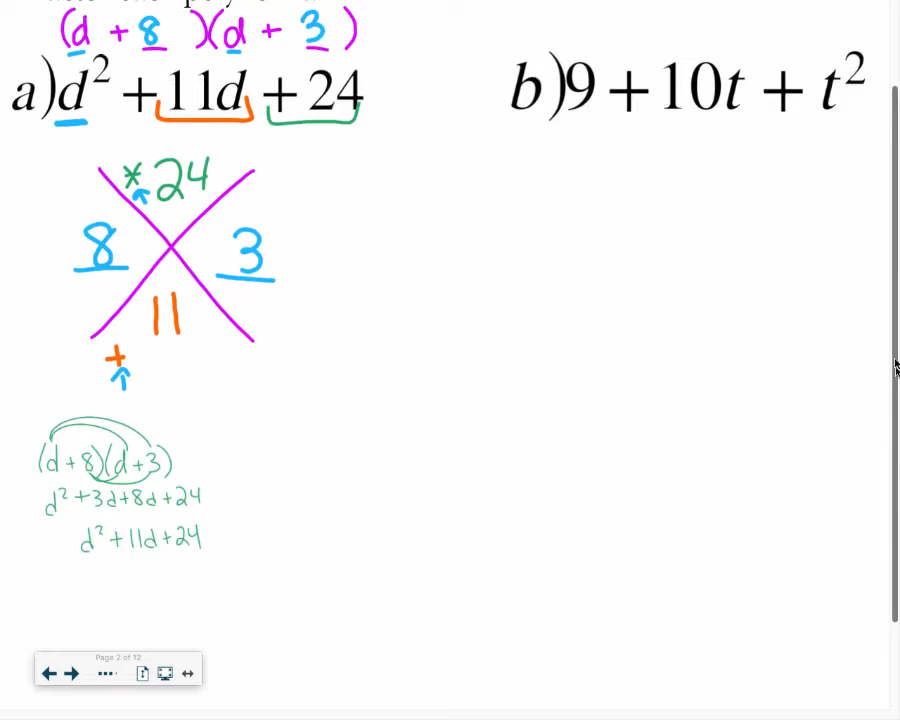 (d + 8 )(d + 3 )
a) d² + 11d + 24
b) 9 + 10t + t²
* 24
8 3
11
+
(d+8)(d+3)
d² +3d+8d+24
d² +11d+24
Page 2 of 12